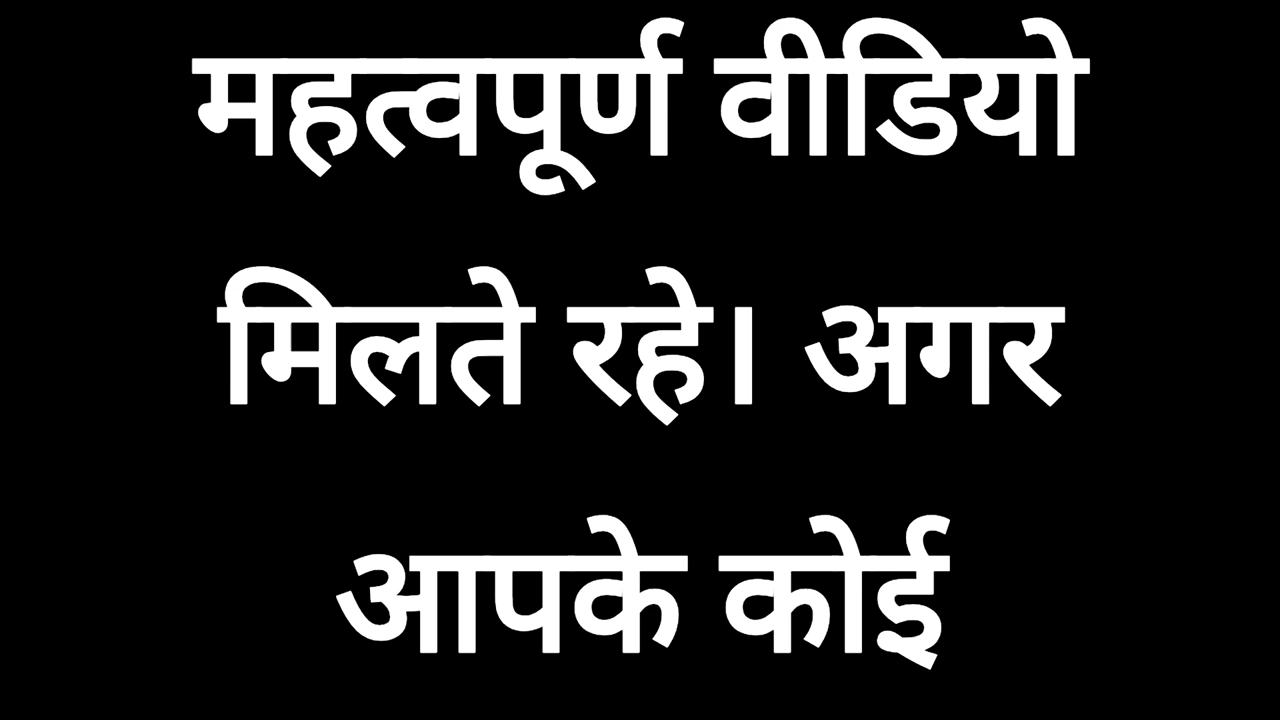 महत्वपूर्ण वीडियो
मिलते रहे। अगर
आपके कोई